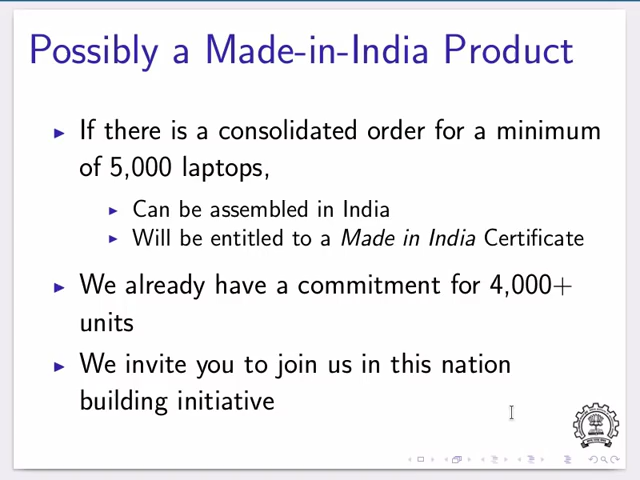 Possibly a Made-in-India Product
If there is a consolidated order for a minimum
of 5,000 laptops,
Can be assembled in India
Will be entitled to a Made in India Certificate
We already have a commitment for 4,000+
units
We invite you to join us in this nation
building initiative